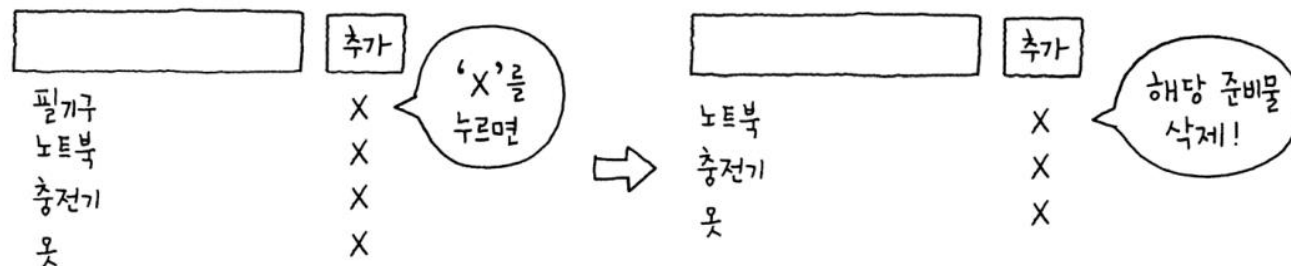 추가
'X'를
누르면
필기구 X
노트북 X
충전기 X
옷 X
추가
해당 준비물
삭제!
노트북 X
충전기 X
옷 X